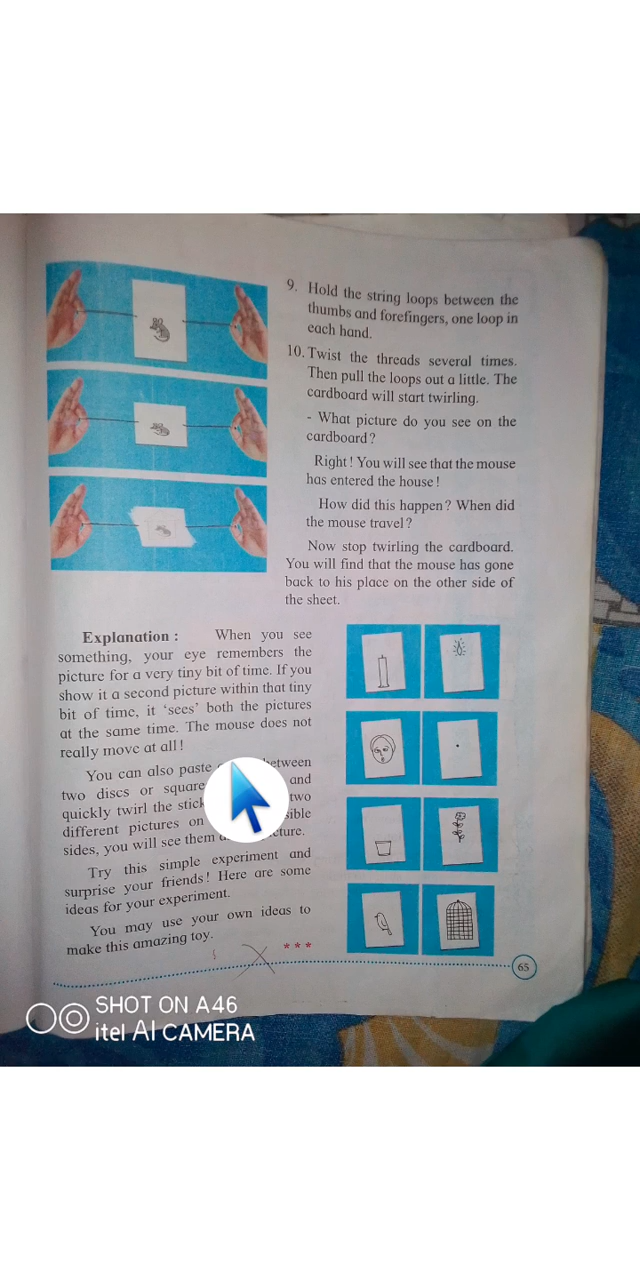 9. Hold the string loops between the
thumbs and forefingers, one loop in
each hand.
10. Twist the threads several times.
Then pull the loops out a little. The
cardboard will start twirling.
- What picture do you see on the
cardboard?
Right! You will see that the mouse
has entered the house!
How did this happen? When did
the mouse travel?
Now stop twirling the cardboard.
You will find that the mouse has gone
back to his place on the other side of
the sheet.
Explanation : When you see
something, your eye remembers the
picture for a very tiny bit of time. If you
show it a second picture within that tiny
bit of time, it ‘sees’ both the pictures
at the same time. The mouse does not
really move at all!
You can also paste between
two discs or and
quickly twirl the two
different pictures on
sides, you will see them
Try this simple experiment and
surprise your friends! Here are some
ideas for your experiment.
You may use your own ideas to
make this amazing toy.
* * *
65
SHOT ON A46
itel AI CAMERA